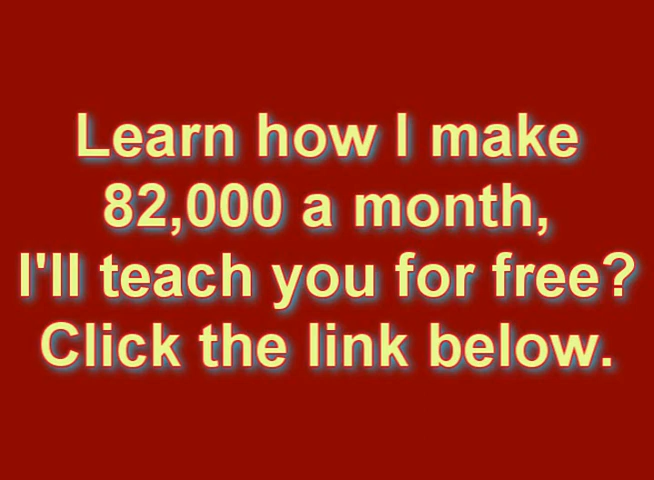 Learn how I make
82,000 a month,
I'll teach you for free?
Click the link below.